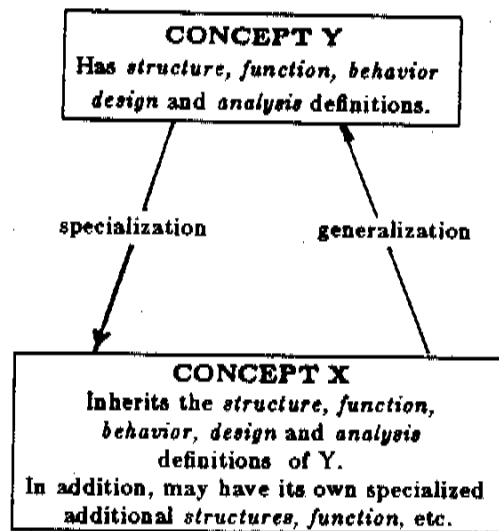 CONCEPT Y
Has structure, function, behavior
design and analysis definitions.
specialization
generalization
CONCEPT X
Inherits the structure, function,
behavior, design and analysis
definitions of Y.
In addition, may have its own specialized
additional structures, function, etc.